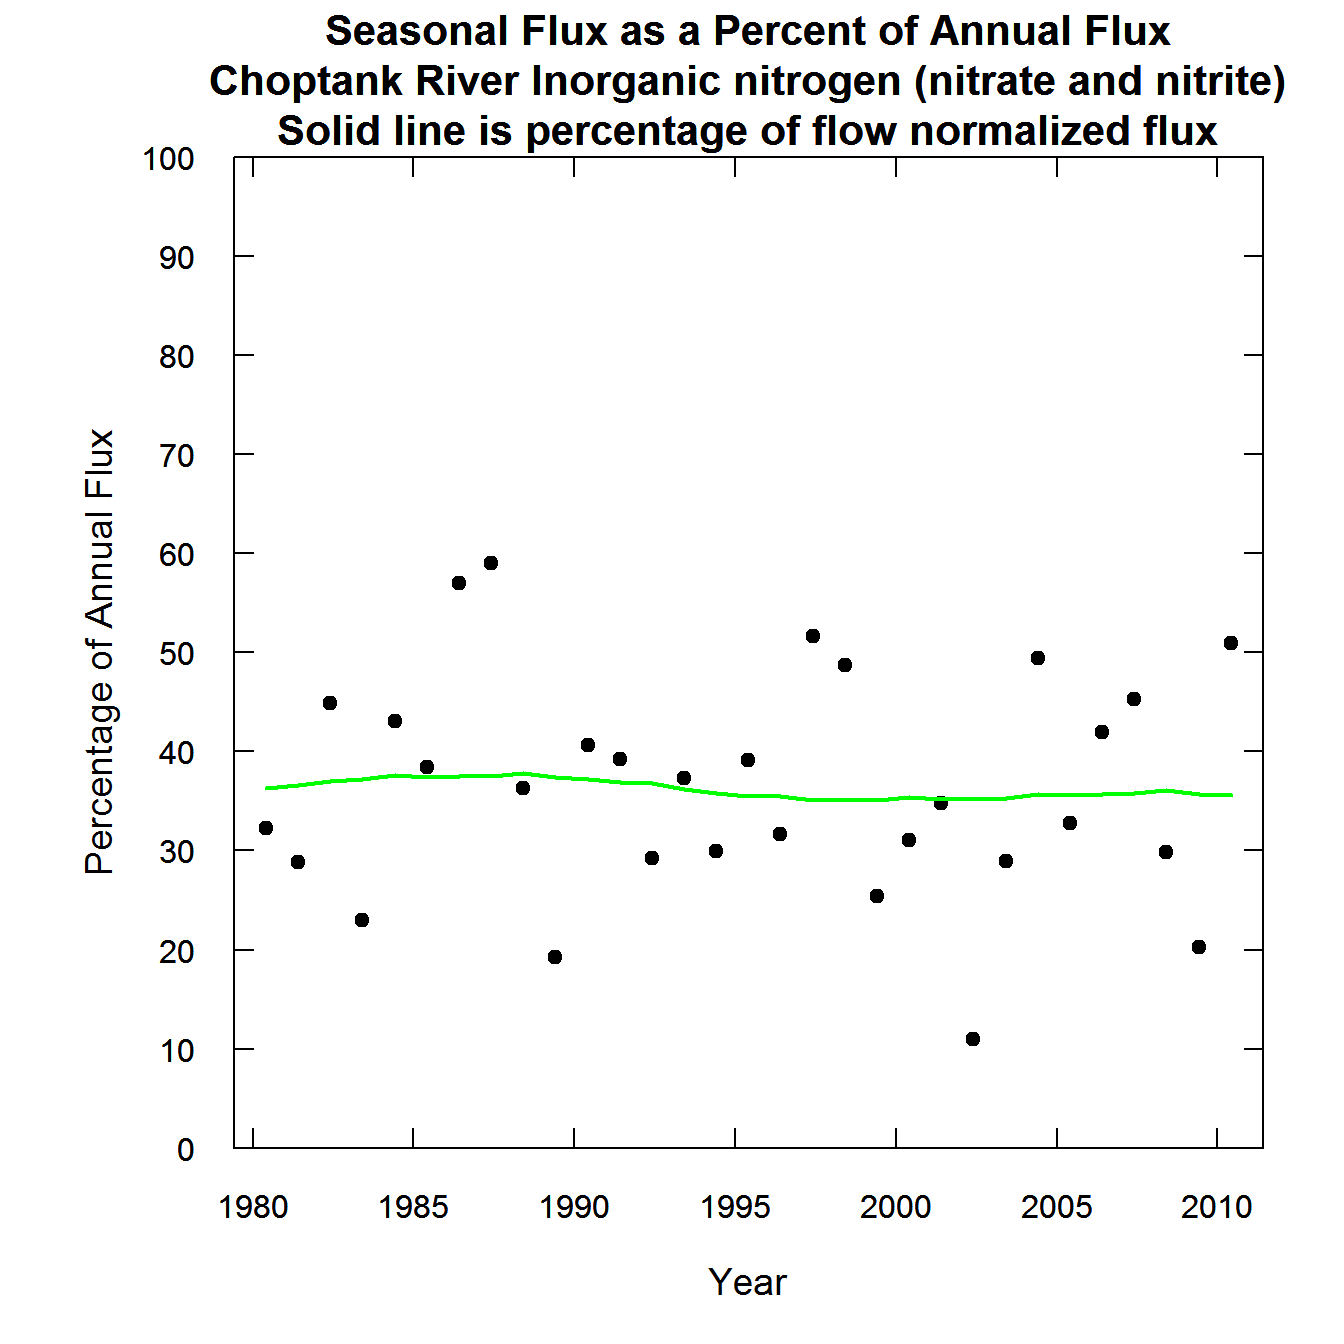 Seasonal Flux as a Percent of Annual Flux
Choptank River Inorganic nitrogen (nitrate and nitrite)
Solid line is percentage of flow normalized flux
100
90
80
70
60
50
40
30
20
10
0
Percentage of Annual Flux
1980 1985 1990 1995 2000 2005 2010
Year